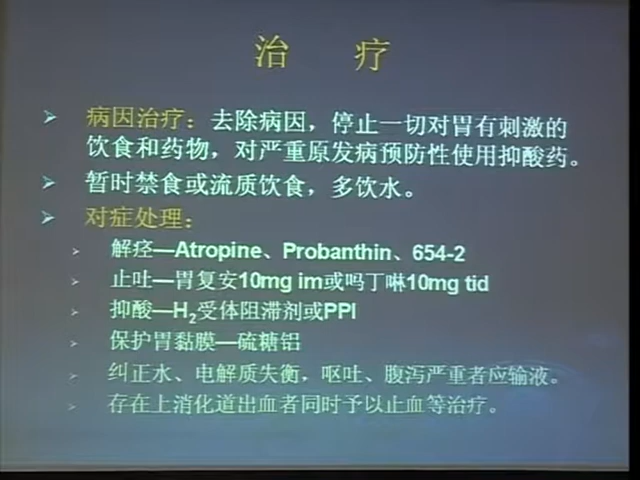 治 疗
病因治疗：去除病因，停止一切对胃有刺激的
饮食和药物，对严重原发病预防性使用抑酸药。
暂时禁食或流质饮食，多饮水。
对症处理：
解痉—Atropine、Probanthin、654-2
止吐—胃复安10mg im或吗丁啉10mg tid
抑酸—H₂受体阻滞剂或PPI
保护胃黏膜—硫糖铝
纠正水、电解质失衡，呕吐、腹泻严重者应输液。
存在上消化道出血者同时予以止血等治疗。